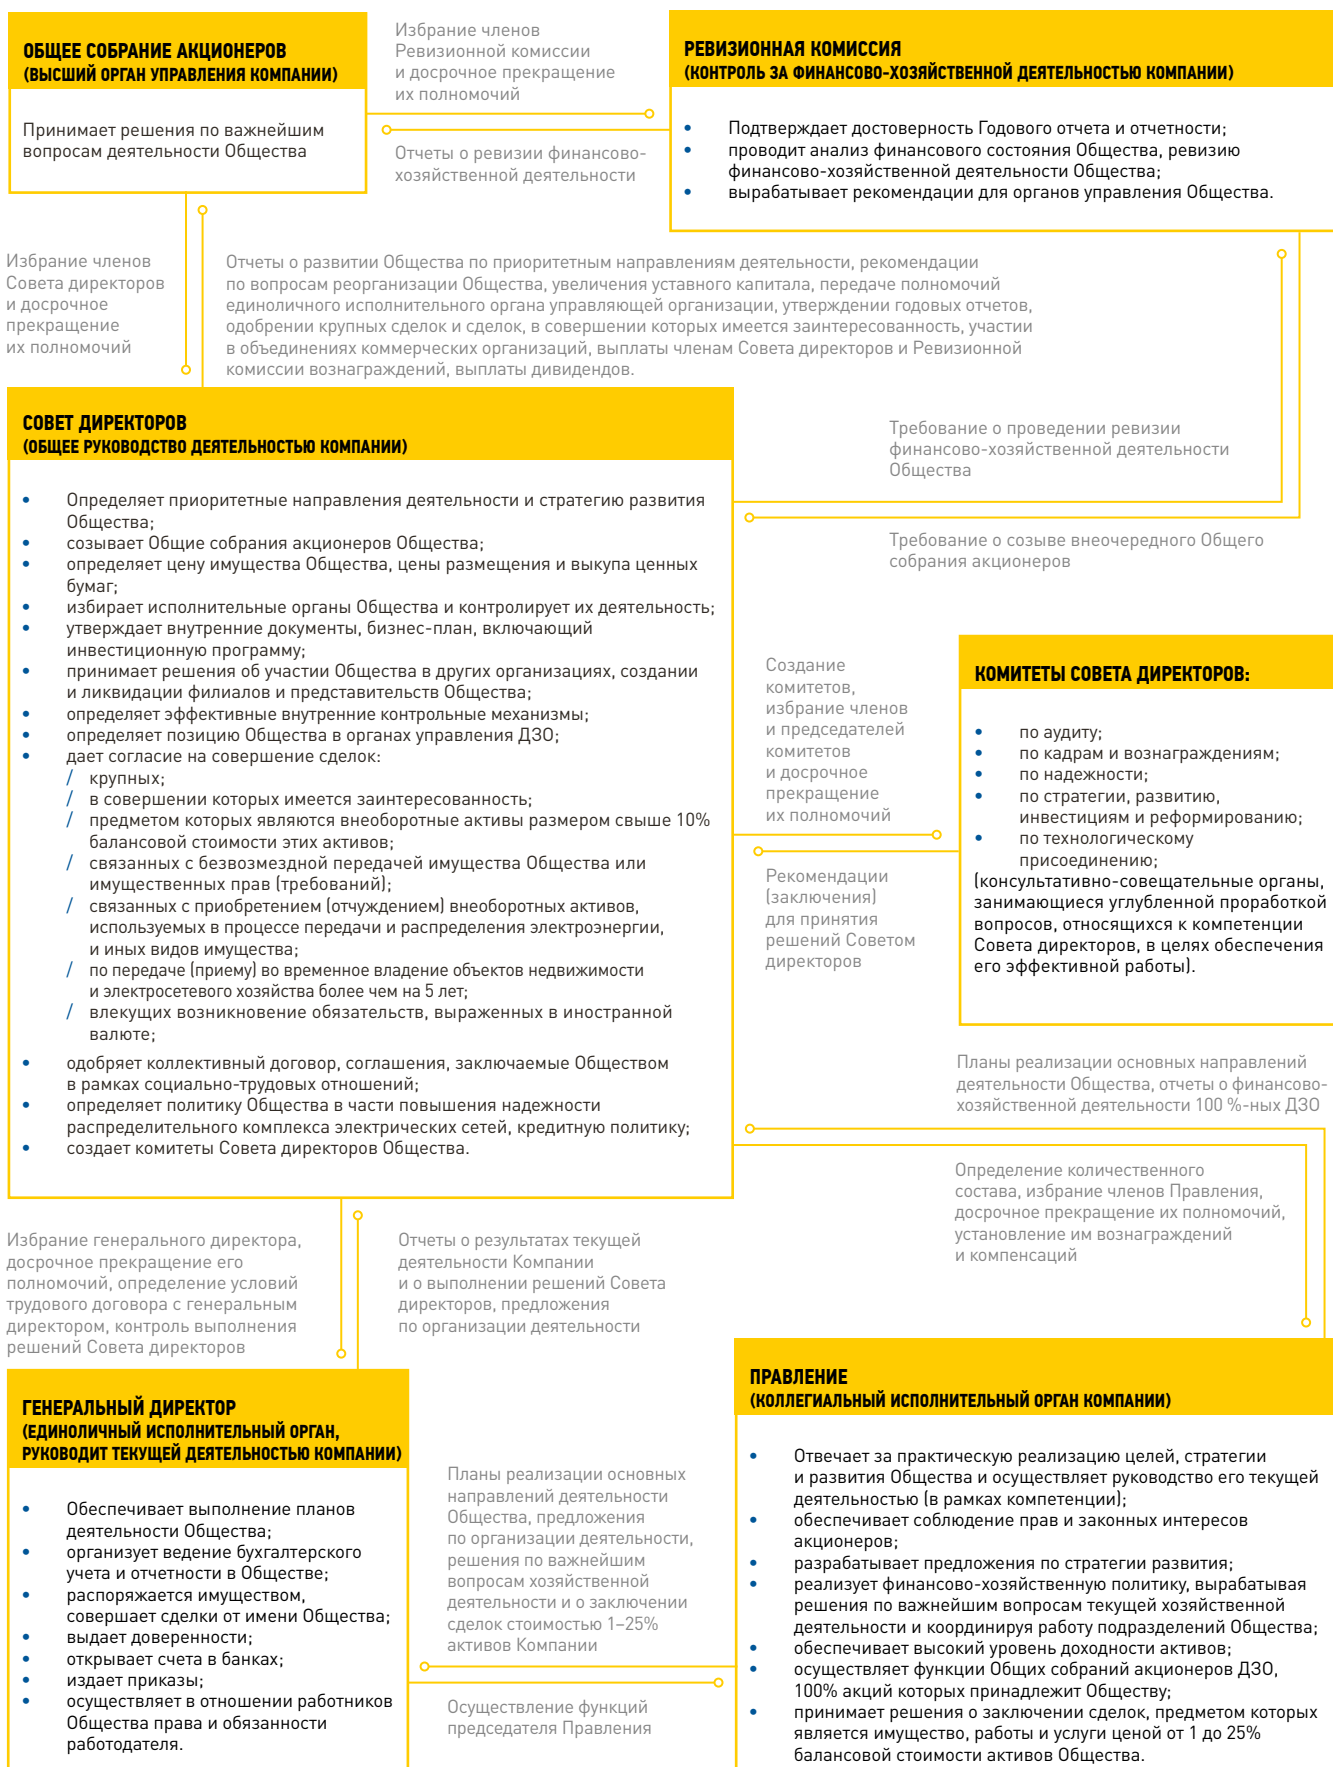 ОБЩЕЕ СОБРАНИЕ АКЦИОНЕРОВ
(ВЫСШИЙ ОРГАН УПРАВЛЕНИЯ КОМПАНИИ)
Принимает решения по важнейшим
вопросам деятельности Общества
Избрание членов
Ревизионной комиссии
и досрочное прекращение
их полномочий
Отчеты о ревизии финансово-
хозяйственной деятельности
РЕВИЗИОННАЯ КОМИССИЯ
(КОНТРОЛЬ ЗА ФИНАНСОВО-ХОЗЯЙСТВЕННОЙ ДЕЯТЕЛЬНОСТЬЮ КОМПАНИИ)
• Подтверждает достоверность Годового отчета и отчетности;
• проводит анализ финансового состояния Общества, ревизию
финансово-хозяйственной деятельности Общества;
• вырабатывает рекомендации для органов управления Общества.
Избрание членов
Совета директоров
и досрочное
прекращение
их полномочий
Отчеты о развитии Общества по приоритетным направлениям деятельности, рекомендации
по вопросам реорганизации Общества, увеличения уставного капитала, передаче полномочий
единоличного исполнительного органа управляющей организации, утверждении годовых отчетов,
одобрении крупных сделок и сделок, в совершении которых имеется заинтересованность, участии
в объединениях коммерческих организаций, выплаты членам Совета директоров и Ревизионной
комиссии вознаграждений, выплаты дивидендов.
СОВЕТ ДИРЕКТОРОВ
(ОБЩЕЕ РУКОВОДСТВО ДЕЯТЕЛЬНОСТЬЮ КОМПАНИИ)
• Определяет приоритетные направления деятельности и стратегию развития
Общества;
• созывает Общие собрания акционеров Общества;
• определяет цену имущества Общества, цены размещения и выкупа ценных
бумаг;
• избирает исполнительные органы Общества и контролирует их деятельность;
• утверждает внутренние документы, бизнес-план, включающий
инвестиционную программу;
• принимает решения об участии Общества в других организациях, создании
и ликвидации филиалов и представительств Общества;
• определяет эффективные внутренние контрольные механизмы;
• определяет позицию Общества в органах управления ДЗО;
• дает согласие на совершение сделок:
/ крупных;
/ в совершении которых имеется заинтересованность;
/ предметом которых являются внеоборотные активы размером свыше 10%
балансовой стоимости этих активов;
/ связанных с безвозмездной передачей имущества Общества или
имущественных прав (требований);
/ связанных с приобретением (отчуждением) внеоборотных активов,
используемых в процессе передачи и распределения электроэнергии,
и иных видов имущества;
/ по передаче (приему) во временное владение объектов недвижимости
и электросетевого хозяйства более чем на 5 лет;
/ влекущих возникновение обязательств, выраженных в иностранной
валюте;
• одобряет коллективный договор, соглашения, заключаемые Обществом
в рамках социально-трудовых отношений;
• определяет политику Общества в части повышения надежности
распределительного комплекса электрических сетей, кредитную политику;
• создает комитеты Совета директоров Общества.
Требование о проведении ревизии
финансово-хозяйственной деятельности
Общества
Требование о созыве внеочередного Общего
собрания акционеров
Создание
комитетов,
избрание членов
и председателей
комитетов
и досрочное
прекращение
их полномочий
Рекомендации
(заключения)
для принятия
решений Советом
директоров
КОМИТЕТЫ СОВЕТА ДИРЕКТОРОВ:
• по аудиту;
• по кадрам и вознаграждениям;
• по надежности;
• по стратегии, развитию,
инвестициям и реформированию;
• по технологическому
присоединению;
(консультативно-совещательные органы,
занимающиеся углубленной проработкой
вопросов, относящихся к компетенции
Совета директоров, в целях обеспечения
его эффективной работы).
Планы реализации основных направлений
деятельности Общества, отчеты о финансово-
хозяйственной деятельности 100 %-ных ДЗО
Определение количественного
состава, избрание членов Правления,
досрочное прекращение их полномочий,
установление им вознаграждений
и компенсаций
Избрание генерального директора,
досрочное прекращение его
полномочий, определение условий
трудового договора с генеральным
директором, контроль выполнения
решений Совета директоров
Отчеты о результатах текущей
деятельности Компании
и о выполнении решений Совета
директоров, предложения
по организации деятельности
ГЕНЕРАЛЬНЫЙ ДИРЕКТОР
(ЕДИНОЛИЧНЫЙ ИСПОЛНИТЕЛЬНЫЙ ОРГАН,
РУКОВОДИТ ТЕКУЩЕЙ ДЕЯТЕЛЬНОСТЬЮ КОМПАНИИ)
• Обеспечивает выполнение планов
деятельности Общества;
• организует ведение бухгалтерского
учета и отчетности в Обществе;
• распоряжается имуществом,
совершает сделки от имени Общества;
• выдает доверенности;
• открывает счета в банках;
• издает приказы;
• осуществляет в отношении работников
Общества права и обязанности
работодателя.
Планы реализации основных
направлений деятельности
Общества, предложения
по организации деятельности,
решения по важнейшим
вопросам хозяйственной
деятельности и о заключении
сделок стоимостью 1–25%
активов Компании
Осуществление функций
председателя Правления
ПРАВЛЕНИЕ
(КОЛЛЕГИАЛЬНЫЙ ИСПОЛНИТЕЛЬНЫЙ ОРГАН КОМПАНИИ)
• Отвечает за практическую реализацию целей, стратегии
и развития Общества и осуществляет руководство его текущей
деятельностью (в рамках компетенции);
• обеспечивает соблюдение прав и законных интересов
акционеров;
• разрабатывает предложения по стратегии развития;
• реализует финансово-хозяйственную политику, вырабатывая
решения по важнейшим вопросам текущей хозяйственной
деятельности и координируя работу подразделений Общества;
• обеспечивает высокий уровень доходности активов;
• осуществляет функции Общих собраний акционеров ДЗО,
100% акций которых принадлежит Обществу;
• принимает решения о заключении сделок, предметом которых
является имущество, работы и услуги ценой от 1 до 25%
балансовой стоимости активов Общества.